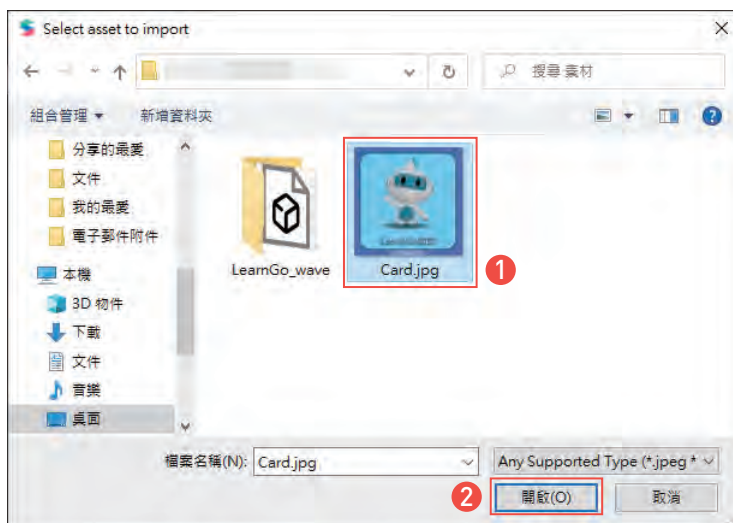 Select asset to import
搜尋 素材
組合管理 新增資料夾
分享的最愛
文件
我的最愛
電子郵件附件
本機
3D 物件
下載
文件
音樂
桌面
LearnGo_wave
Card.jpg
1
檔案名稱(N): Card.jpg
Any Supported Type (*.jpeg *
2
開啟(O)
取消